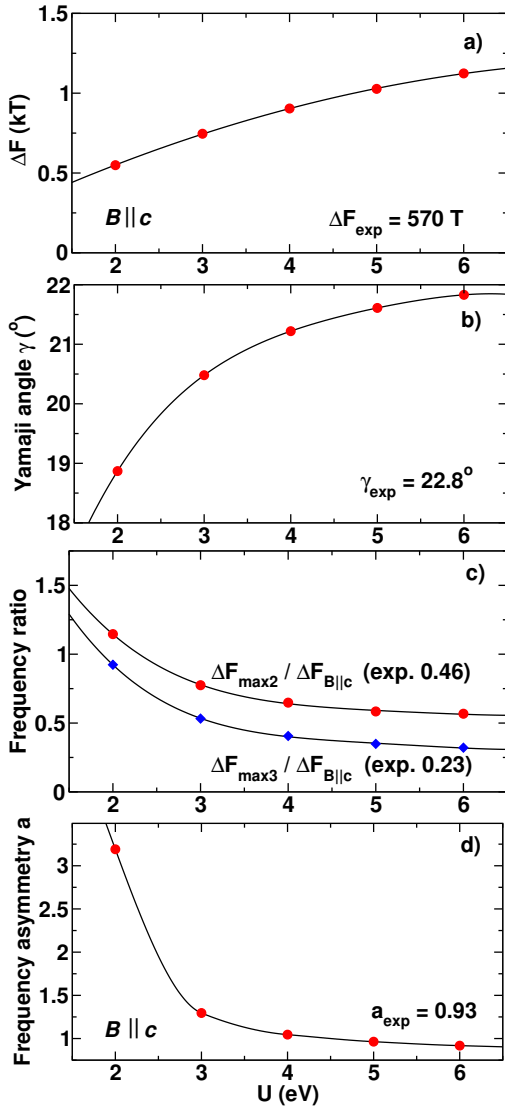 1.5
a)
1
ΔF (kT)
0.5
B||c
ΔF_exp = 570 T
0
2 3 4 5 6
22
b)
21
Yamaji angle γ (°)
20
19
γ_exp = 22.8°
18
2 3 4 5 6
c)
1.5
Frequency ratio
1
ΔF_max2 / ΔF_B||c (exp. 0.46)
0.5
ΔF_max3 / ΔF_B||c (exp. 0.23)
0
2 3 4 5 6
d)
3
Frequency asymmetry a
2.5
2
1.5
B || c
a_exp = 0.93
1
2 3 4 5 6
U (eV)